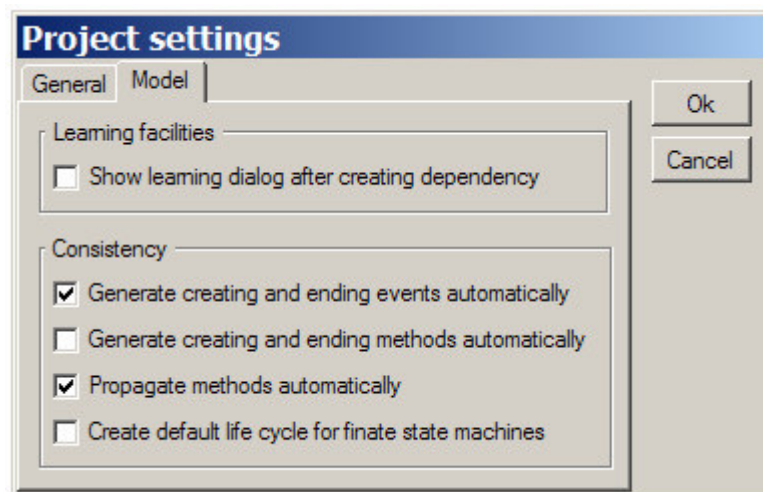 Project settings
General Model
Ok
Learning facilities
Show learning dialog after creating dependency
Cancel
Consistency
Generate creating and ending events automatically
Generate creating and ending methods automatically
Propagate methods automatically
Create default life cycle for finate state machines